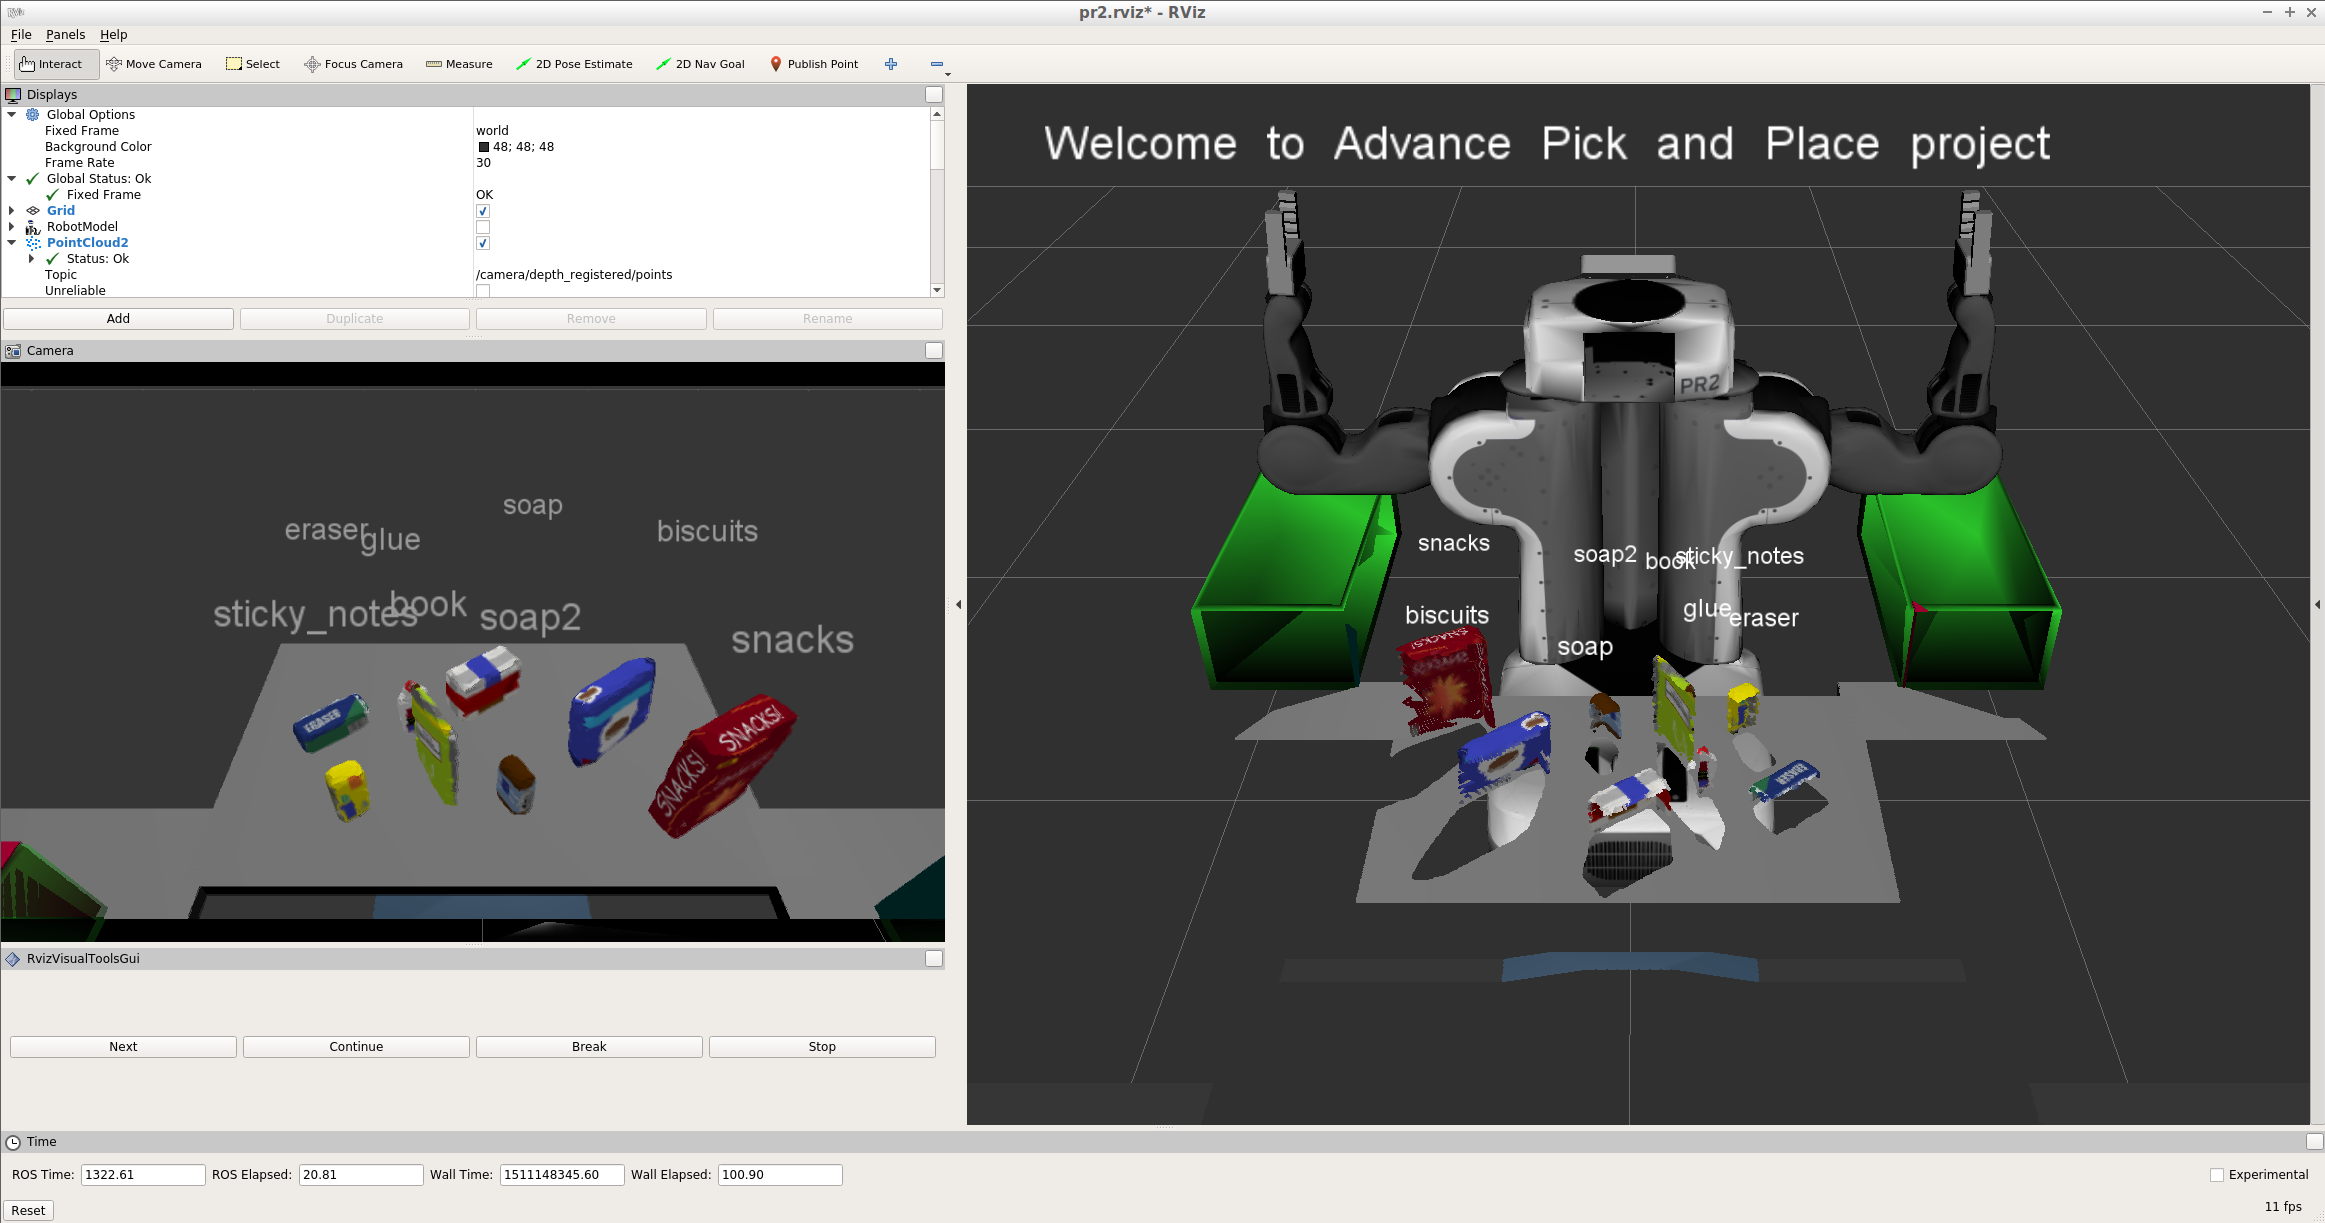 pr2.rviz* - RViz
File Panels Help
Interact Move Camera Select Focus Camera Measure 2D Pose Estimate 2D Nav Goal Publish Point
Displays
Global Options
Fixed Frame world
Background Color 48; 48; 48
Frame Rate 30
Global Status: Ok
Fixed Frame OK
Grid
RobotModel
PointCloud2
Status: Ok
Topic /camera/depth_registered/points
Unreliable
Add Duplicate Remove Rename
Camera
soap
eraser glue biscuits
sticky_notes book soap2
snacks
ERASER
SNACKS!
SNACKS!
RvizVisualToolsGui
Next Continue Break Stop
Welcome to Advance Pick and Place project
PR2
snacks soap2 book sticky_notes
biscuits glue eraser
soap
SNACKS!
ERASER
Time
ROS Time: 1322.61 ROS Elapsed: 20.81 Wall Time: 1511148345.60 Wall Elapsed: 100.90 Experimental
Reset 11 fps